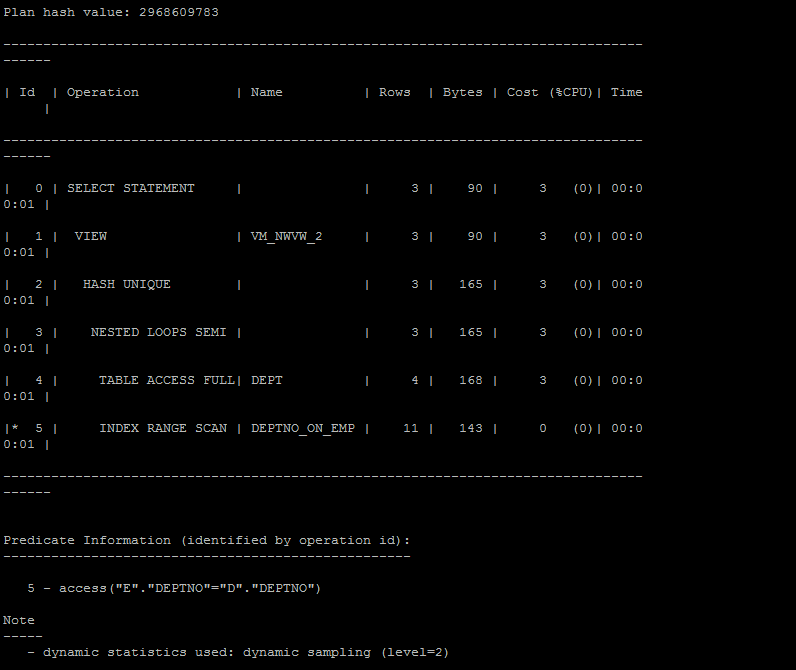 Plan hash value: 2968609783
--------------------------------------------------------------------------------
------
| Id  | Operation            | Name            | Rows  | Bytes | Cost (%CPU)| Time
     |
--------------------------------------------------------------------------------
------
|   0 | SELECT STATEMENT     |               |     3 |    90 |     3   (0)| 00:0
0:01 |
|   1 |  VIEW                | VM_NWVW_2     |     3 |    90 |     3   (0)| 00:0
0:01 |
|   2 |   HASH UNIQUE        |               |     3 |   165 |     3   (0)| 00:0
0:01 |
|   3 |    NESTED LOOPS SEMI |               |     3 |   165 |     3   (0)| 00:0
0:01 |
|   4 |     TABLE ACCESS FULL| DEPT          |     4 |   168 |     3   (0)| 00:0
0:01 |
|*  5 |     INDEX RANGE SCAN | DEPTNO_ON_EMP |    11 |   143 |     0   (0)| 00:0
0:01 |
--------------------------------------------------------------------------------
------
Predicate Information (identified by operation id):
---------------------------------------------------
   5 - access("E"."DEPTNO"="D"."DEPTNO")
Note
-----
   - dynamic statistics used: dynamic sampling (level=2)